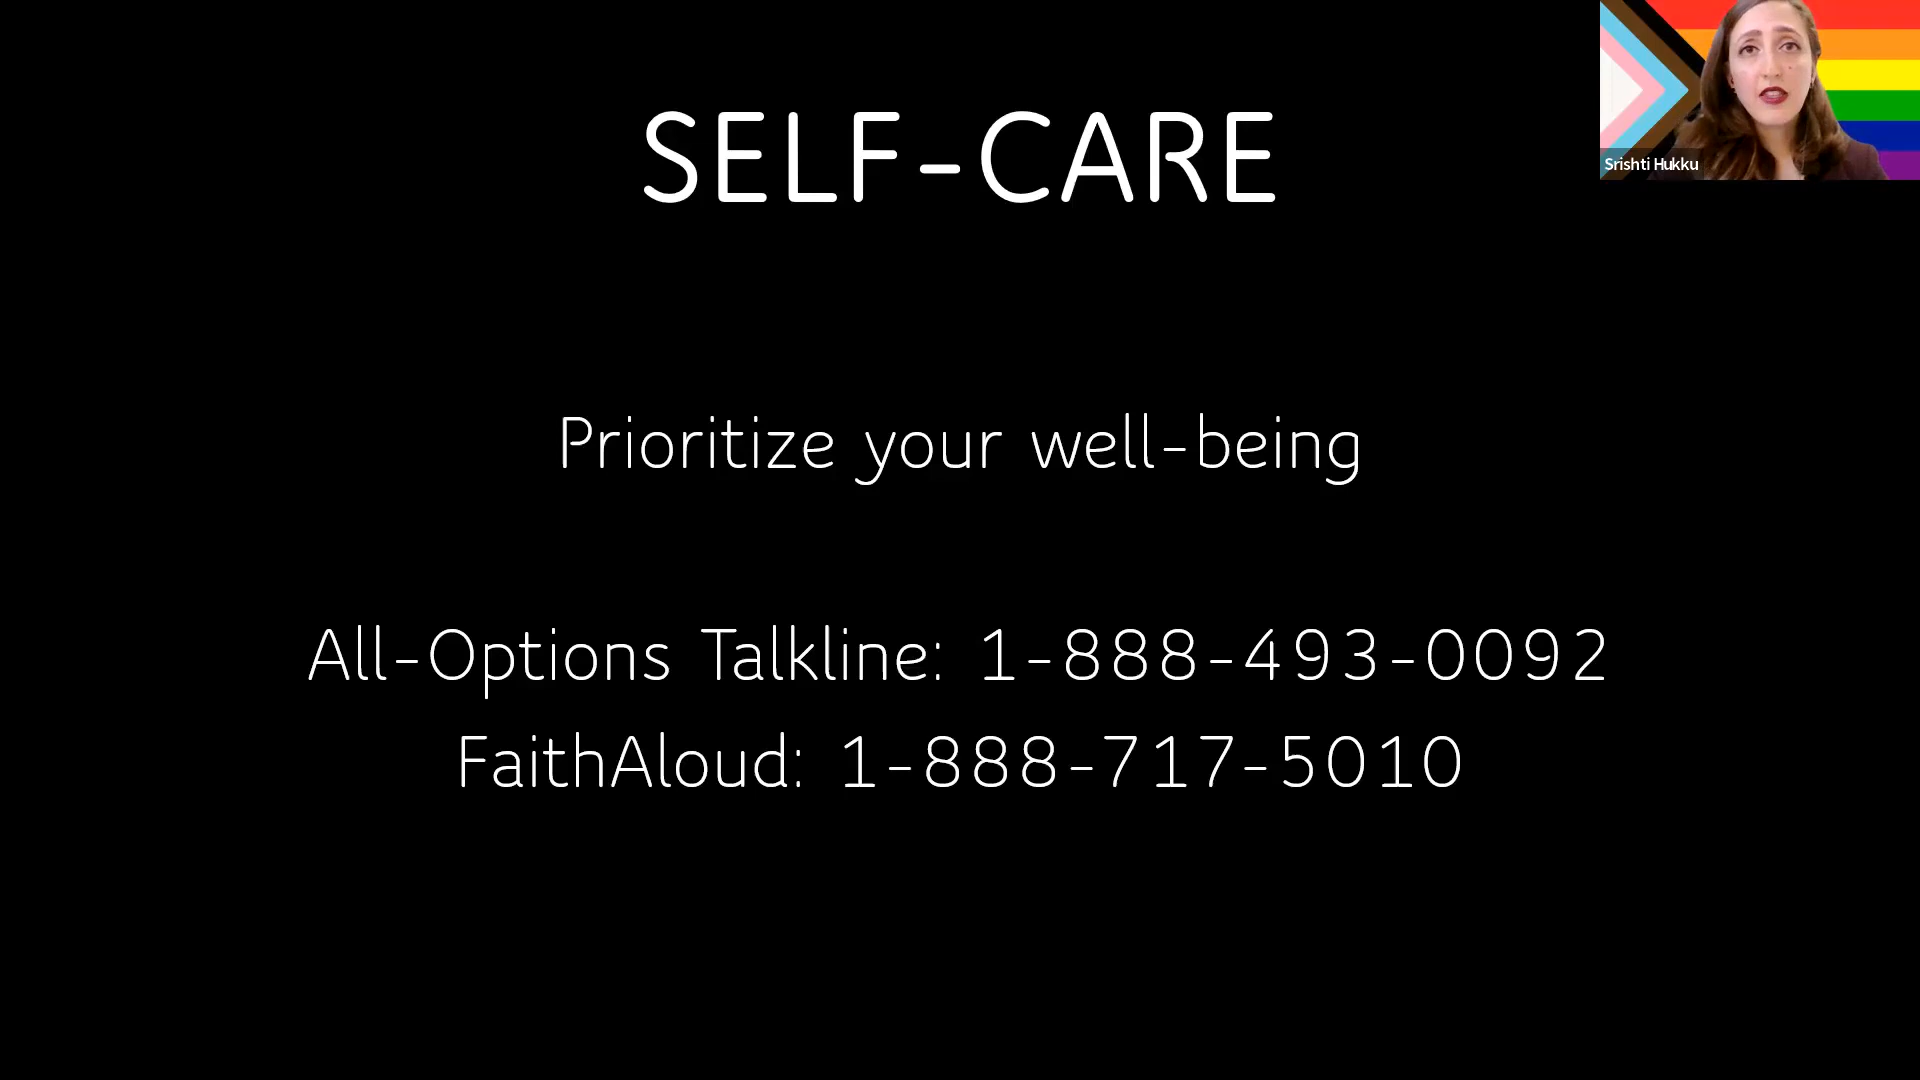 SELF-CARE
Srishti Hukku
Prioritize your well-being
All-Options Talkline: 1-888-493-0092
FaithAloud: 1-888-717-5010